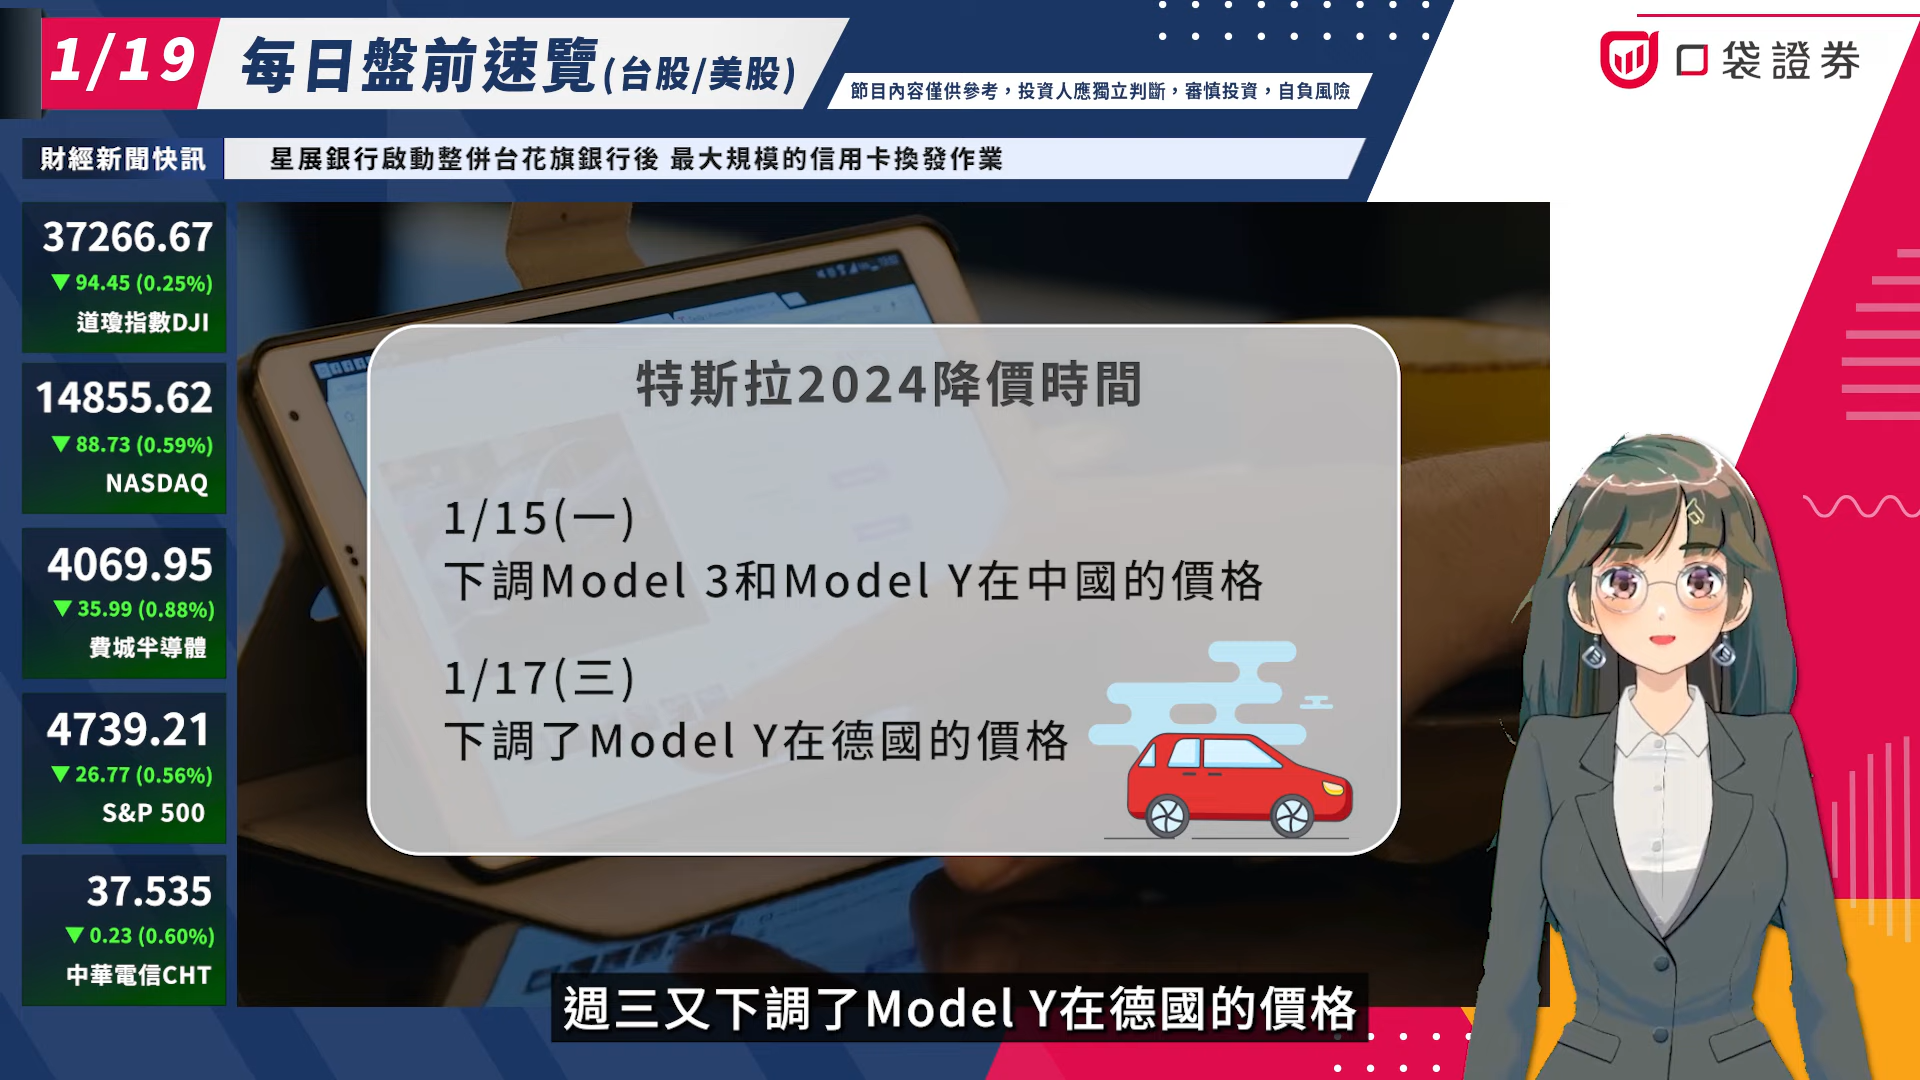 1/19
每日盤前速覽(台股/美股)
節目內容僅供參考，投資人應獨立判斷，審慎投資，自負風險
口袋證券
財經新聞快訊
星展銀行啟動整併台花旗銀行後 最大規模的信用卡換發作業
37266.67
▼94.45 (0.25%)
道瓊指數DJI
14855.62
▼88.73 (0.59%)
NASDAQ
4069.95
▼35.99 (0.88%)
費城半導體
4739.21
▼26.77 (0.56%)
S&P 500
37.535
▼0.23 (0.60%)
中華電信CHT
特斯拉2024降價時間
1/15(一)
下調Model 3和Model Y在中國的價格
1/17(三)
下調了Model Y在德國的價格
週三又下調了Model Y在德國的價格